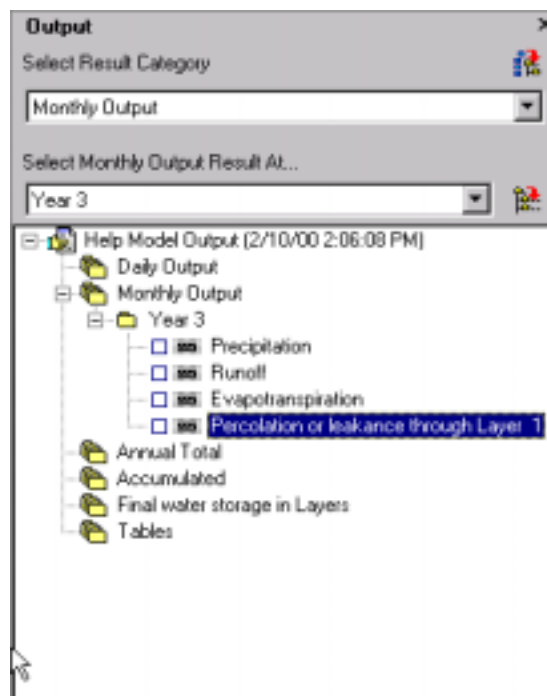 Output
Select Result Category
Monthly Output
Select Monthly Output Result At...
Year 3
Help Model Output (2/10/00 2:06:08 PM)
Daily Output
Monthly Output
Year 3
Precipitation
Runoff
Evapotranspiration
Percolation or leakance through Layer 1
Annual Total
Accumulated
Final water storage in Layers
Tables